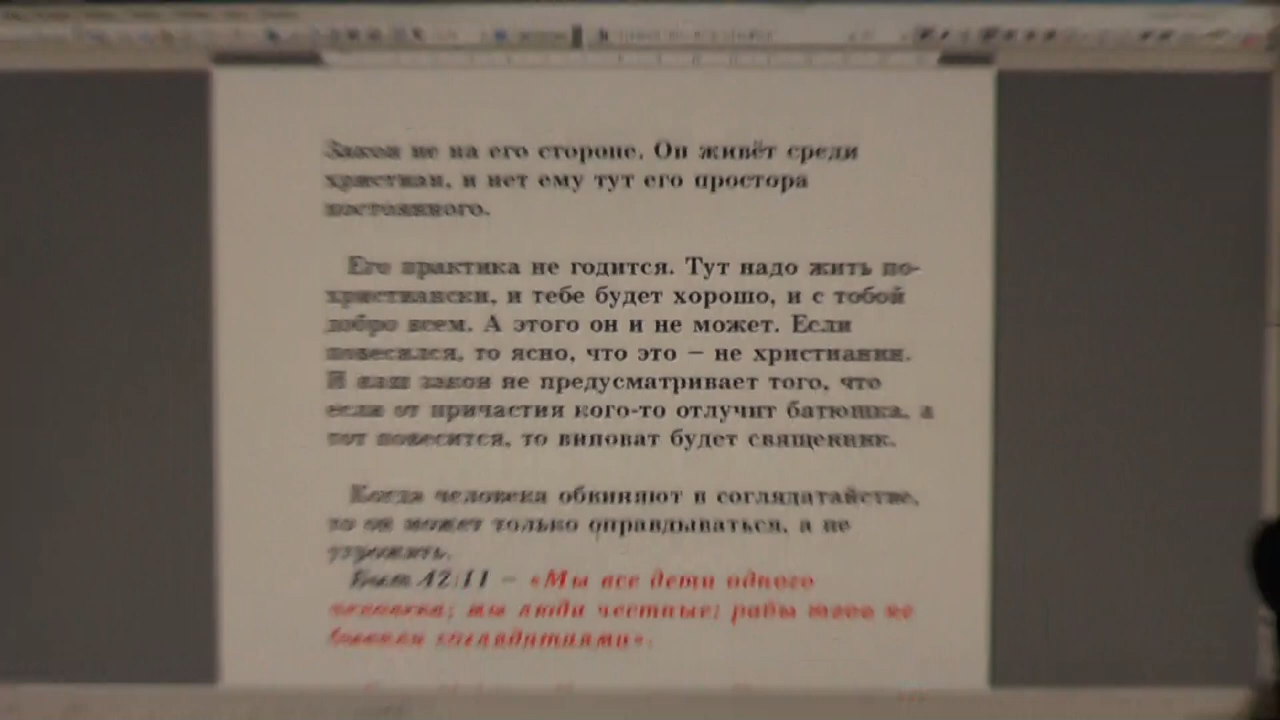 Закон не на его стороне. Он живёт среди
христиан, и нет ему тут его простора
постоянного.
Его практика не годится. Тут надо жить по-
христиански, и тебе будет хорошо, и с тобой
добро всем. А этого он и не может. Если
повесился, то ясно, что это – не христианин.
И наш закон не предусматривает того, что
если от причастия кого-то отлучит батюшка, а
тот повесится, то виноват будет священник.
Когда человека обвиняют в соглядатайстве,
то он может только оправдываться, а не
угрожать.
Быт.42:11 – «Мы все дети одного
человека; мы люди честные; рабы твои не
бывали соглядатаями».